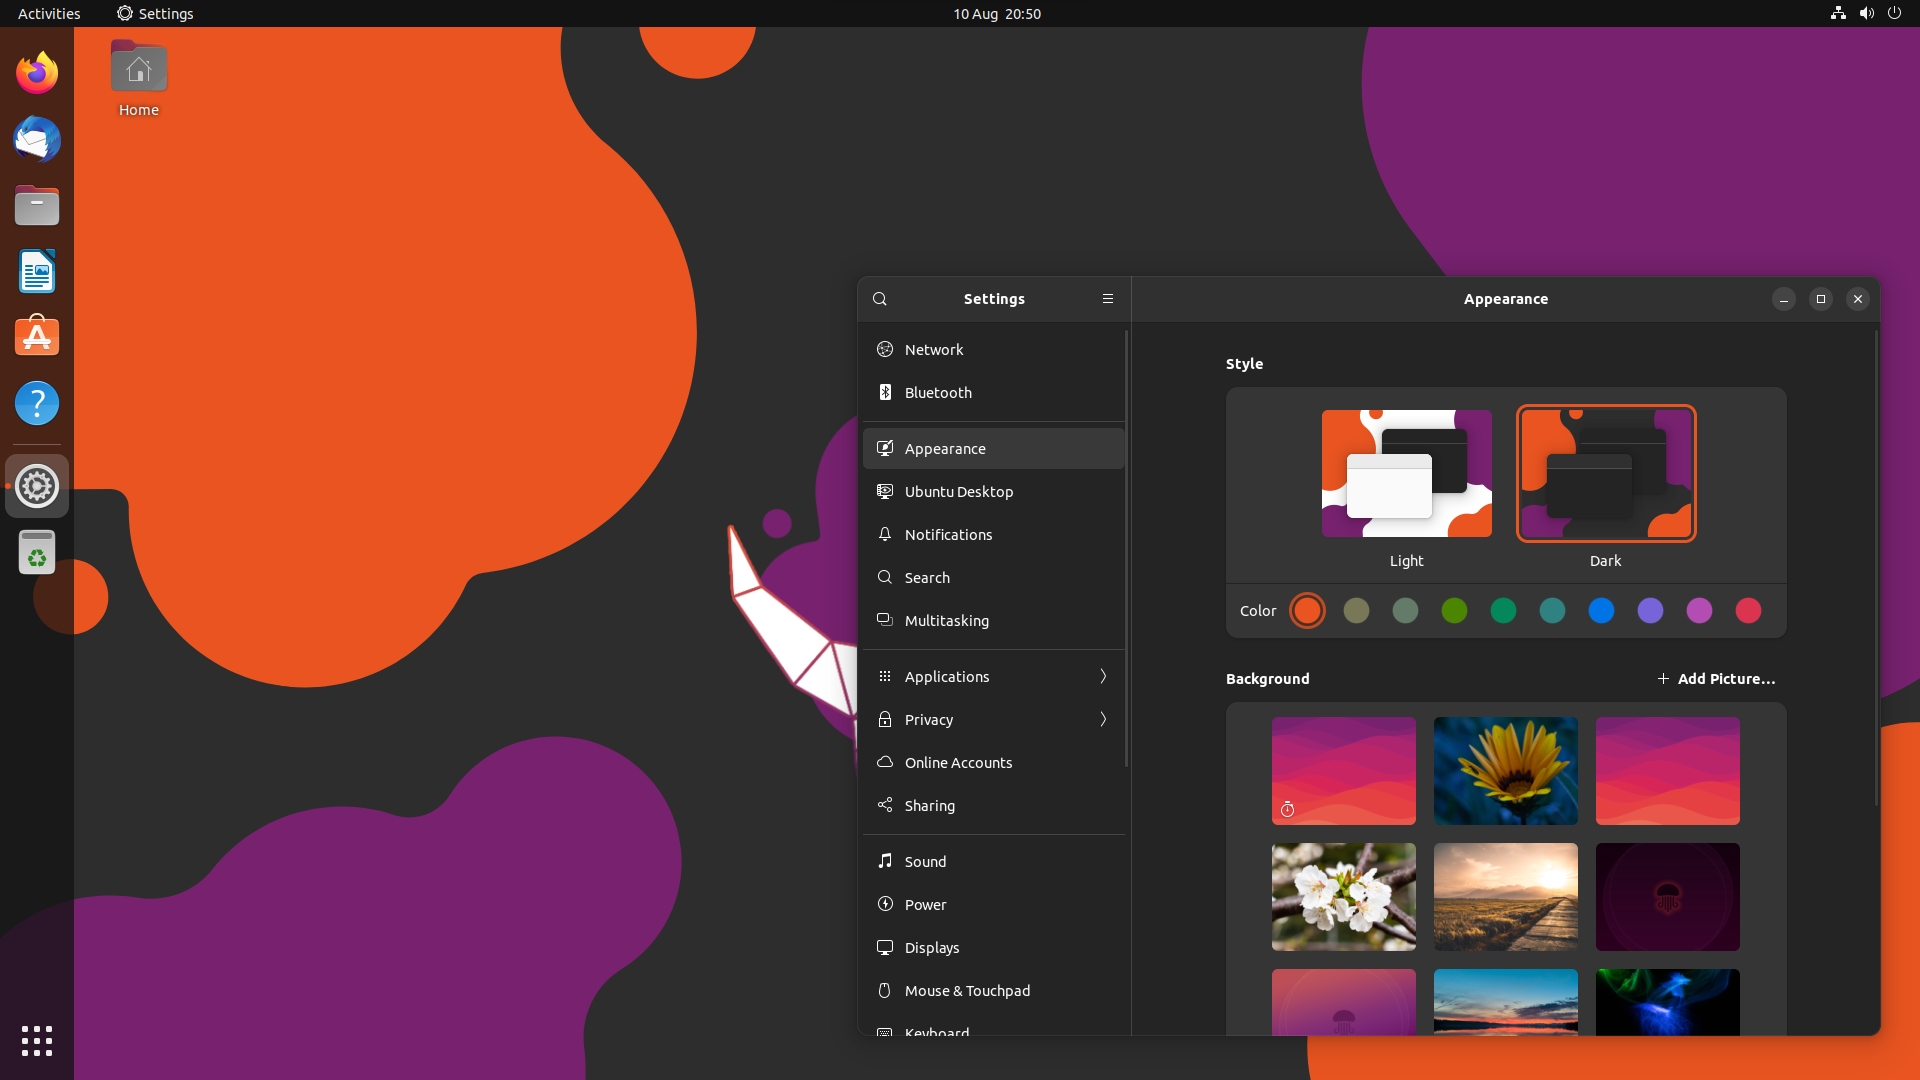 Activities
Settings
10 Aug 20:50
Home
Settings
Appearance
Network
Bluetooth
Appearance
Ubuntu Desktop
Notifications
Search
Multitasking
Applications
Privacy
Online Accounts
Sharing
Sound
Power
Displays
Mouse & Touchpad
Keyboard
Style
Light
Dark
Color
Background
Add Picture...